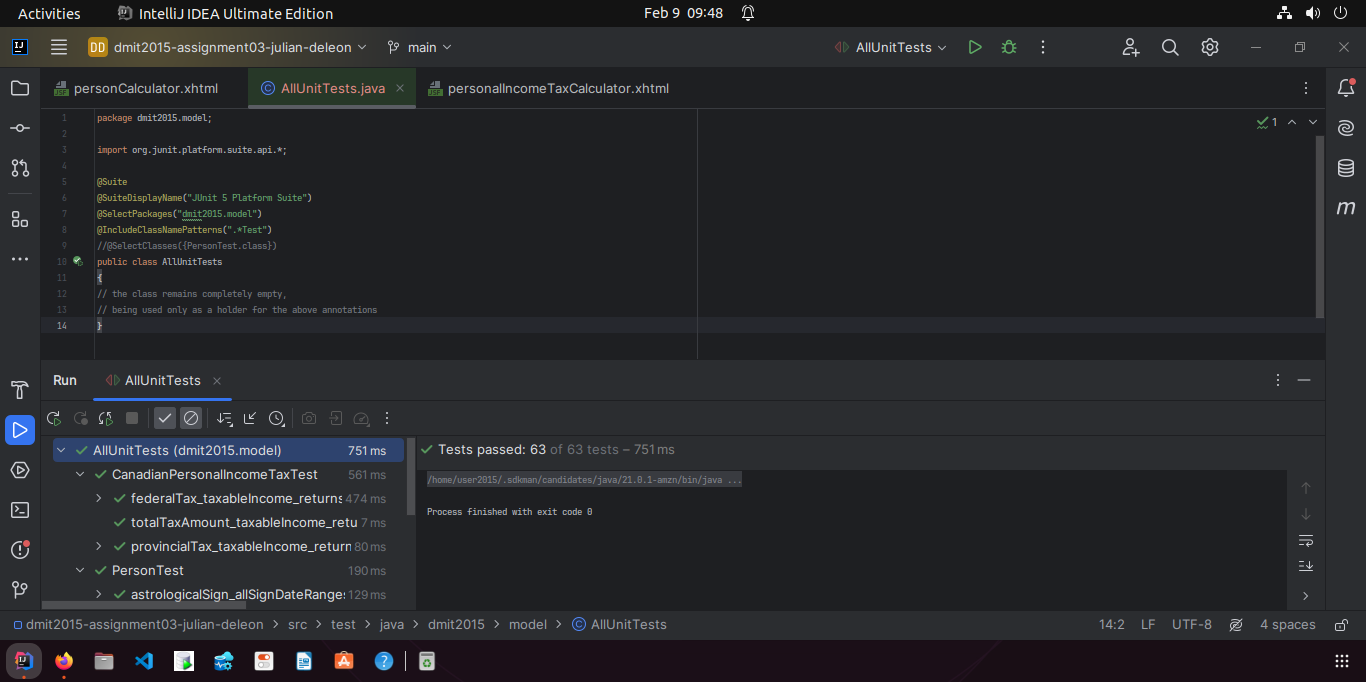 Activities IntelliJ IDEA Ultimate Edition Feb 9 09:48
DD dmit2015-assignment03-julian-deleon main AllUnitTests
personCalculator.xhtml AllUnitTests.java personalIncomeTaxCalculator.xhtml
1 package dmit2015.model; 1
2
3 import org.junit.platform.suite.api.*;
4
5 @Suite
6 @SuiteDisplayName("JUnit 5 Platform Suite")
7 @SelectPackages("dmit2015.model")
8 @IncludeClassNamePatterns(".*Test")
9 //@SelectClasses({PersonTest.class})
10 public class AllUnitTests
11 {
12 // the class remains completely empty,
13 // being used only as a holder for the above annotations
14 }
Run AllUnitTests
AllUnitTests (dmit2015.model) 751 ms
Tests passed: 63 of 63 tests – 751 ms
CanadianPersonalIncomeTaxTest 561 ms
federalTax_taxableIncome_returns 474 ms
totalTaxAmount_taxableIncome_retu 7 ms
provincialTax_taxableIncome_return 80 ms
PersonTest 190 ms
astrologicalSign_allSignDateRanges 129 ms
/home/user2015/.sdkman/candidates/java/21.0.1-amzn/bin/java ...
Process finished with exit code 0
dmit2015-assignment03-julian-deleon > src > test > java > dmit2015 > model > AllUnitTests 14:2 LF UTF-8 4 spaces